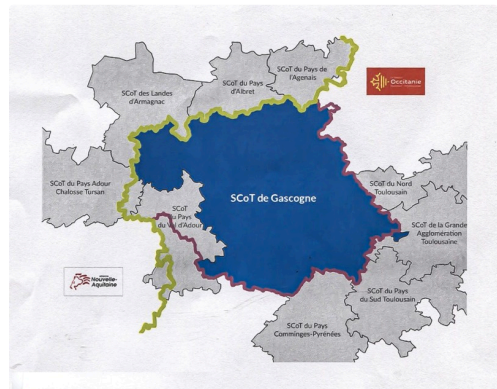 SCoT du Pays de
l'Agenais
SCoT du Pays
d'Albret
SCoT des Landes
d'Armagnac
Occitanie
SCoT du Pays Adour
Chalosse Tursan
SCoT
du Pays
du Val d'Adour
SCoT de Gascogne
SCoT du Nord
Toulousain
SCoT de la Grande
Agglomération
Toulousaine
Nouvelle-
Aquitaine
SCoT du Pays
du Sud Toulousain
SCoT du Pays
Comminges-Pyrénées